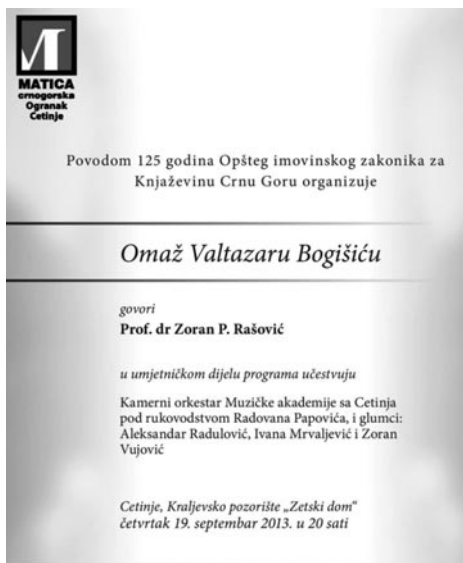 MATICA
crnogorska
Ogranak
Cetinje
Povodom 125 godina Opšteg imovinskog zakonika za
Knjaževinu Crnu Goru organizuje
Omaž Valtazaru Bogišiću
govori
Prof. dr Zoran P. Rašović
u umjetničkom dijelu programa učestvuju
Kamerni orkestar Muzičke akademije sa Cetinja
pod rukovodstvom Radovana Papovića, i glumci:
Aleksandar Radulović, Ivana Mrvaljević i Zoran
Vujović
Cetinje, Kraljevsko pozorište „Zetski dom“
četvrtak 19. septembar 2013. u 20 sati